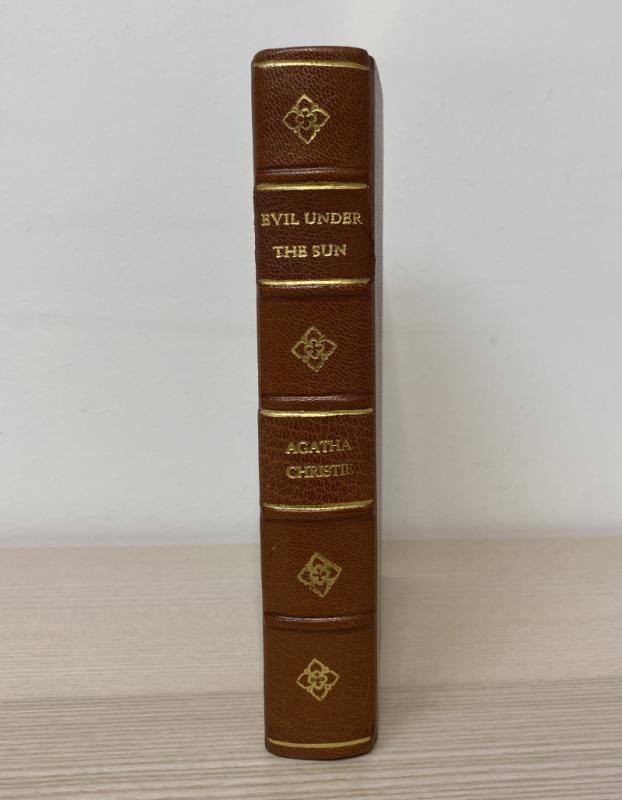 EVIL UNDER
THE SUN
AGATHA
CHRISTIE